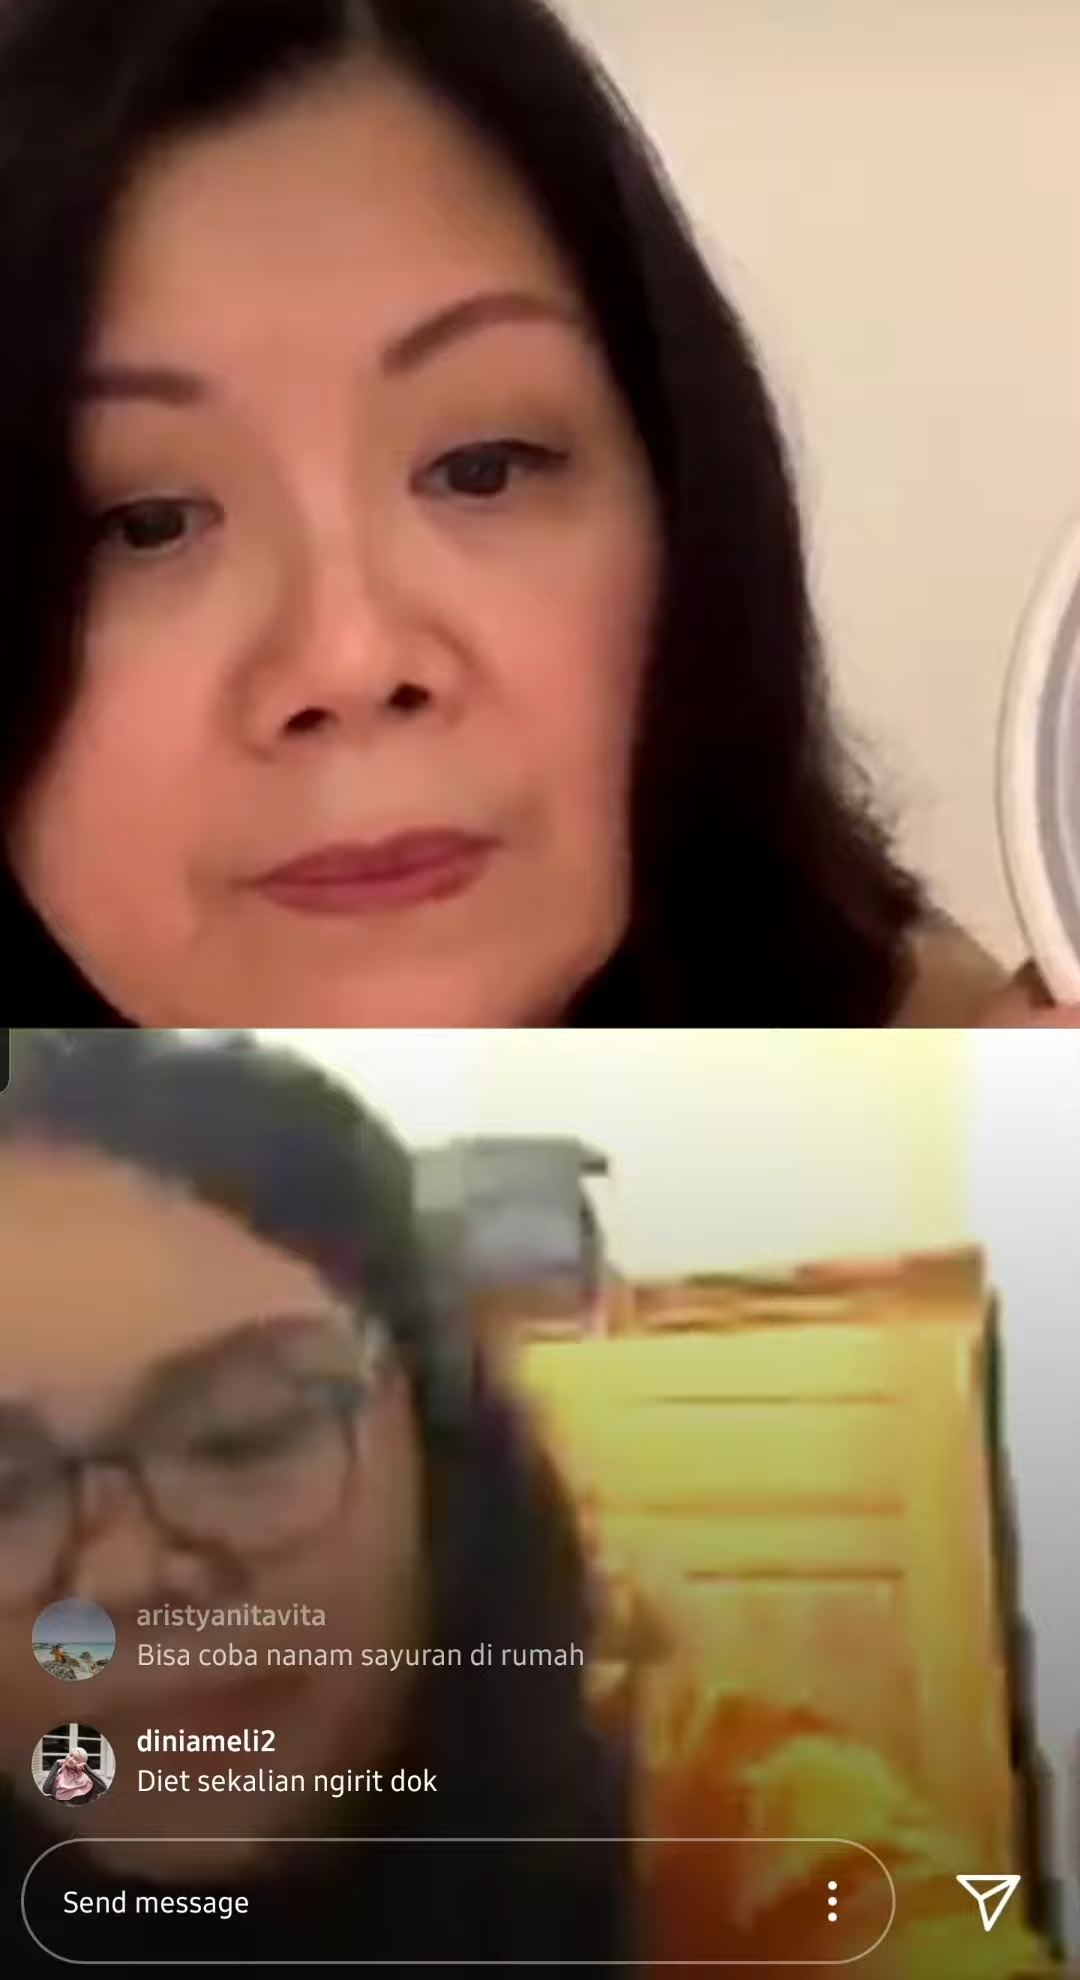 aristyanitavita
Bisa coba nanam sayuran di rumah
diniameli2
Diet sekalian ngirit dok
Send message